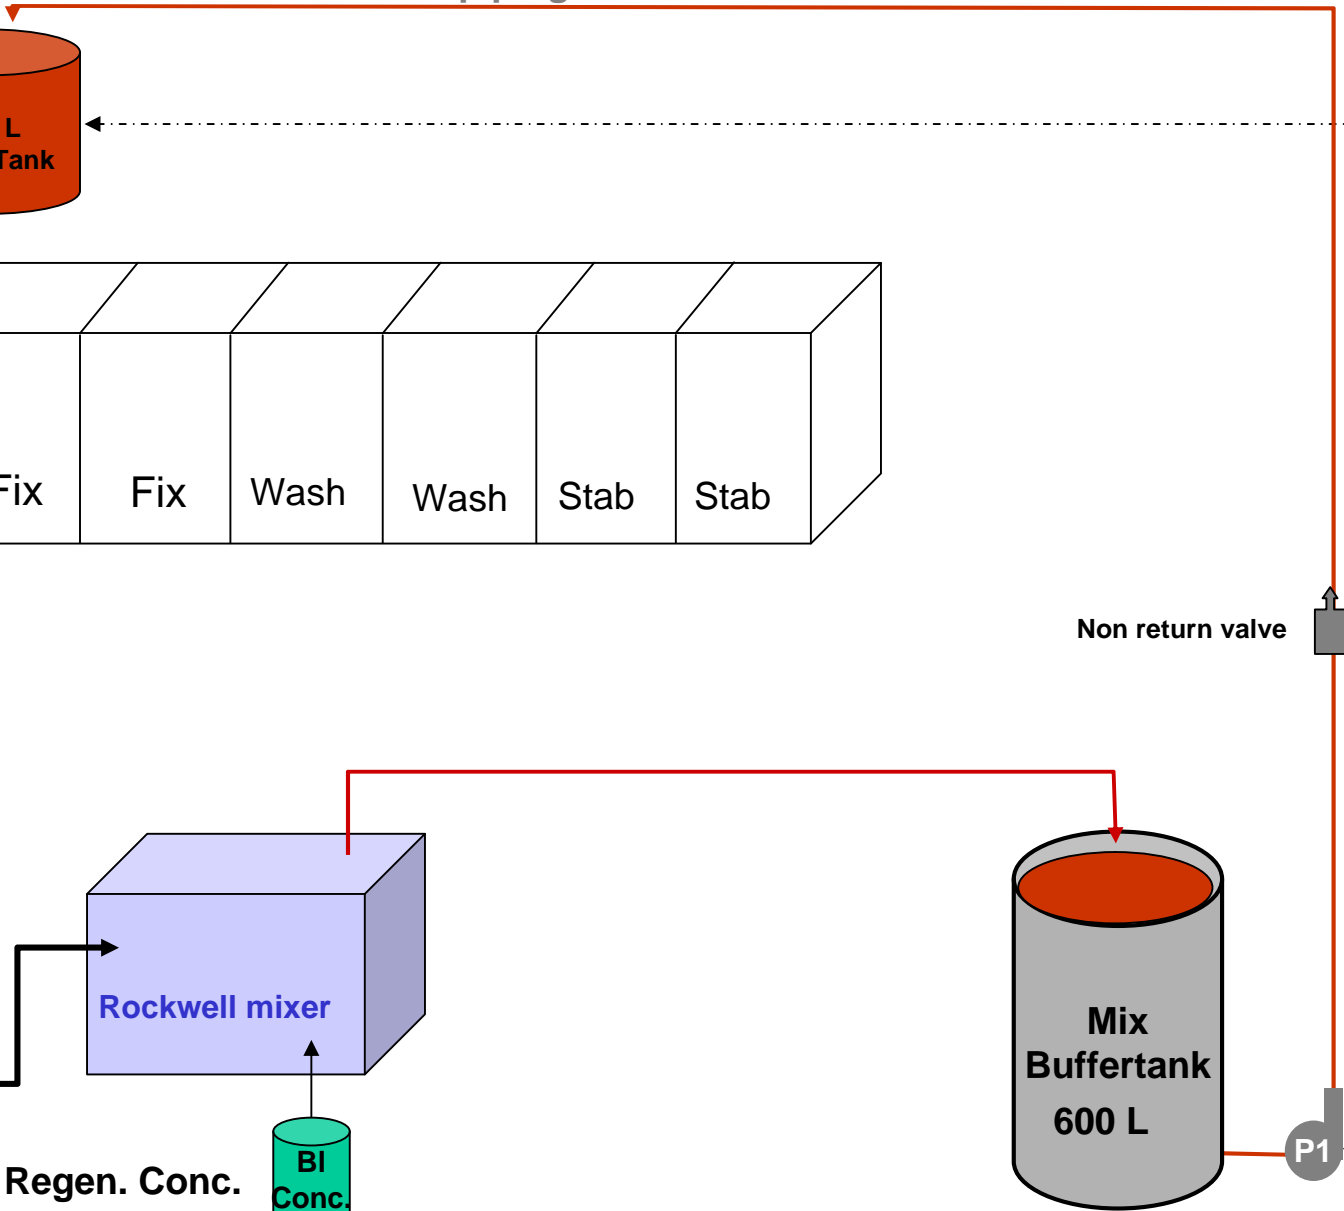 L
Tank
Fix
Fix
Wash
Wash
Stab
Stab
Non return valve
Rockwell mixer
Mix
Buffertank
600 L
P1
BI
Conc.
Regen. Conc.